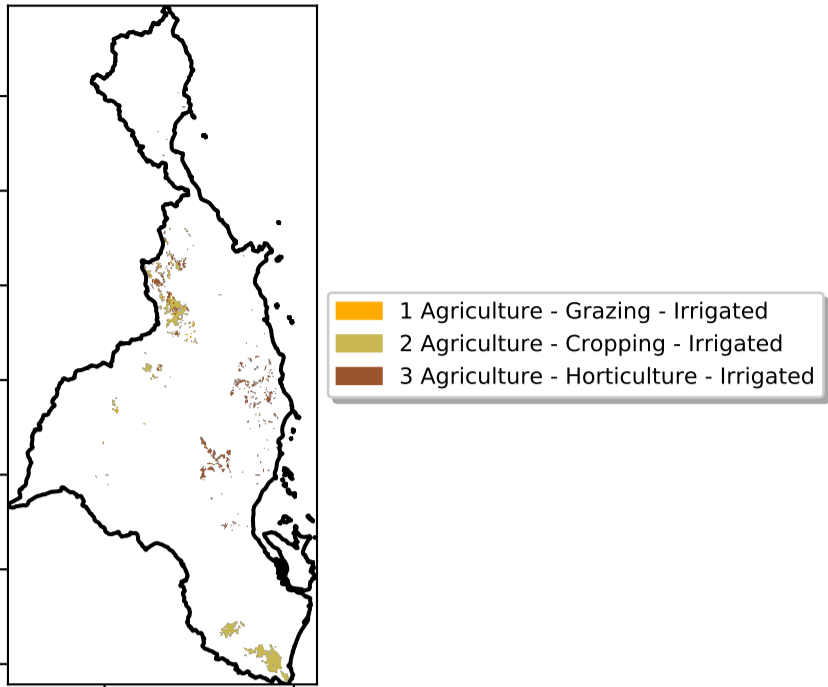 1 Agriculture - Grazing - Irrigated
2 Agriculture - Cropping - Irrigated
3 Agriculture - Horticulture - Irrigated